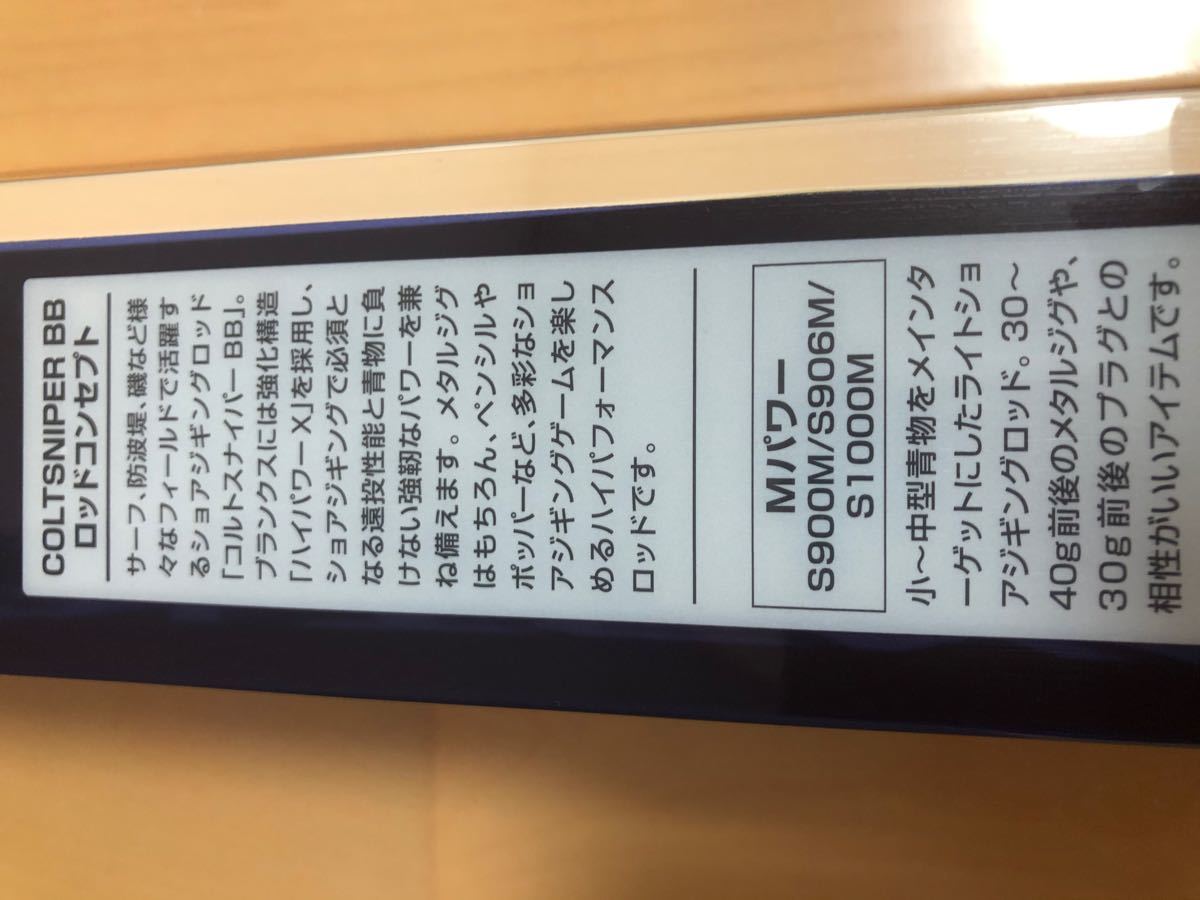 COLTSNIPER BB
ロッドコンセプト
サーフ、防波堤、磯など様
々なフィールドで活躍す
るショアジギングロッド
「コルトスナイパー BB」。
ブランクスには強化構造
「ハイパワーX」を採用し、
ショアジギングで必須と
なる遠投性能と青物に負
けない強靭なパワーを兼
ね備えます。メタルジグ
はもちろん、ペンシルや
ポッパーなど、多彩なショ
アジギングゲームを楽し
めるハイパフォーマンス
ロッドです。
Mパワー
S900M/S906M/
S1000M
小～中型青物をメインタ
ーゲットにしたライトショ
アジギングロッド。30～
40g前後のメタルジグや、
30g前後のプラグとの
相性がいいアイテムです。